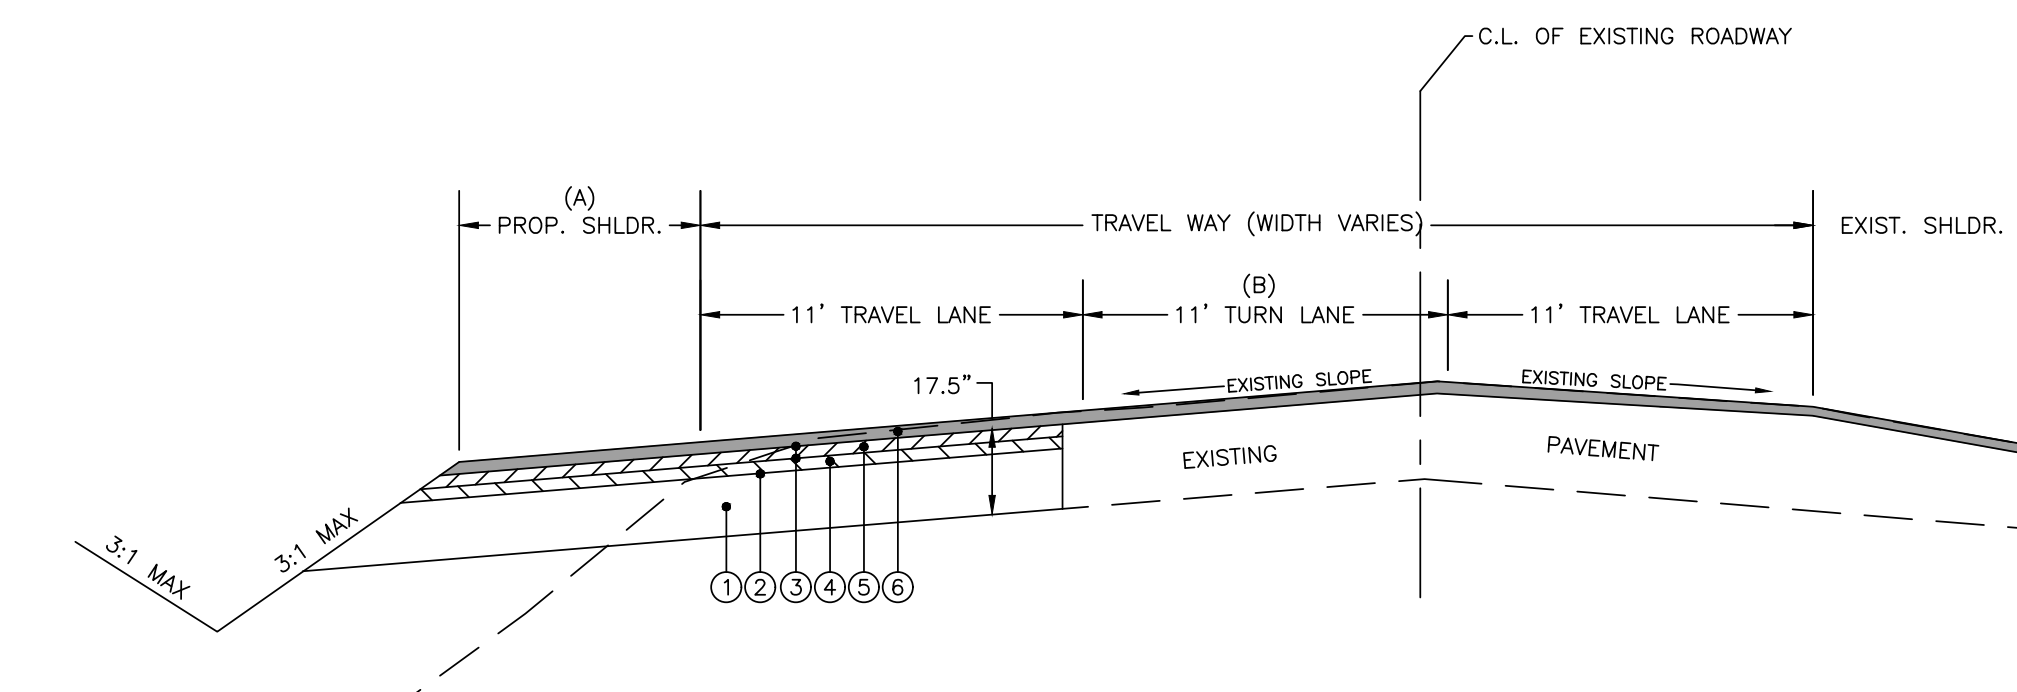 C.L. OF EXISTING ROADWAY
(A)
PROP. SHLDR.
TRAVEL WAY (WIDTH VARIES)
EXIST. SHLDR.
(B)
11' TRAVEL LANE
11' TURN LANE
11' TRAVEL LANE
17.5"
EXISTING SLOPE
EXISTING SLOPE
EXISTING
PAVEMENT
3:1 MAX
3:1 MAX
1 2 3 4 5 6